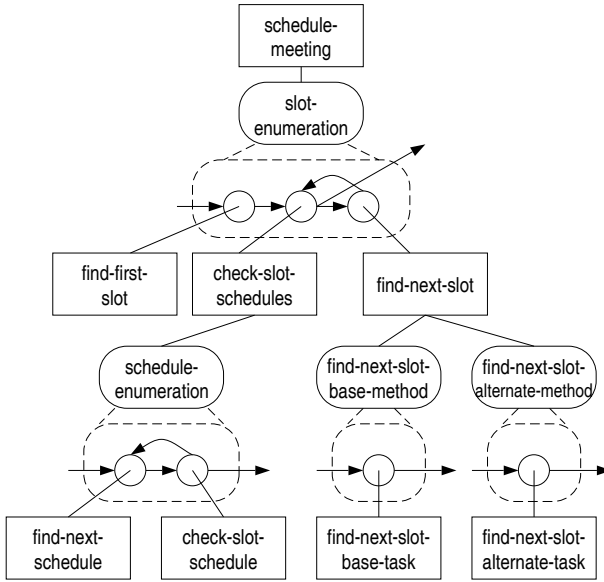 schedule-
meeting
slot-
enumeration
find-first-
slot
check-slot-
schedules
find-next-slot
schedule-
enumeration
find-next-slot-
base-method
find-next-slot-
alternate-method
find-next-
schedule
check-slot-
schedule
find-next-slot-
base-task
find-next-slot-
alternate-task